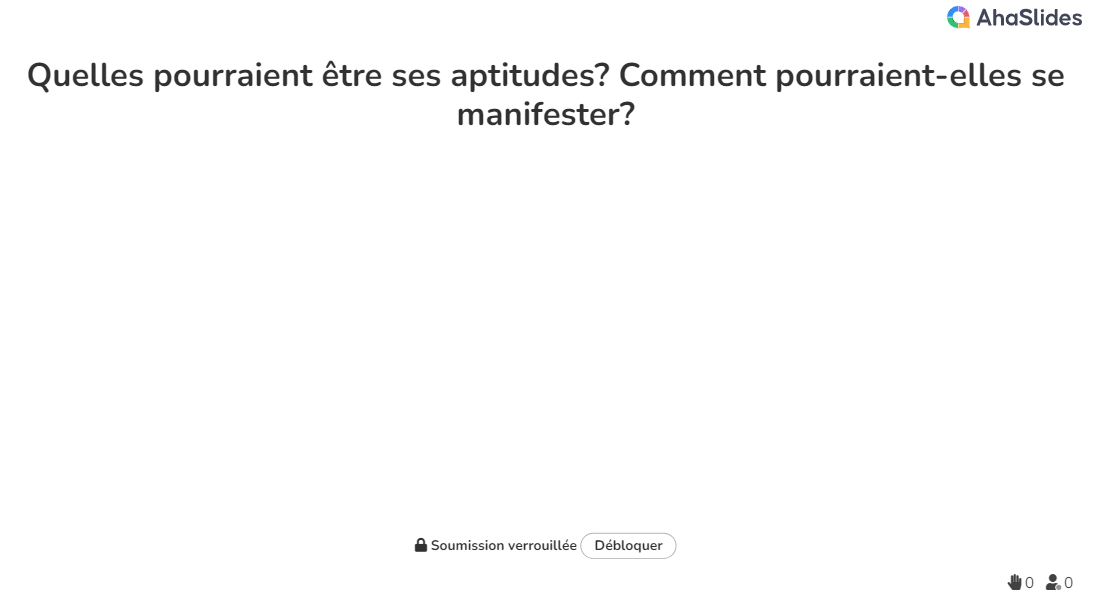 AhaSlides
Quelles pourraient être ses aptitudes? Comment pourraient-elles se
manifester?
Soumission verrouillée Débloquer
0 0